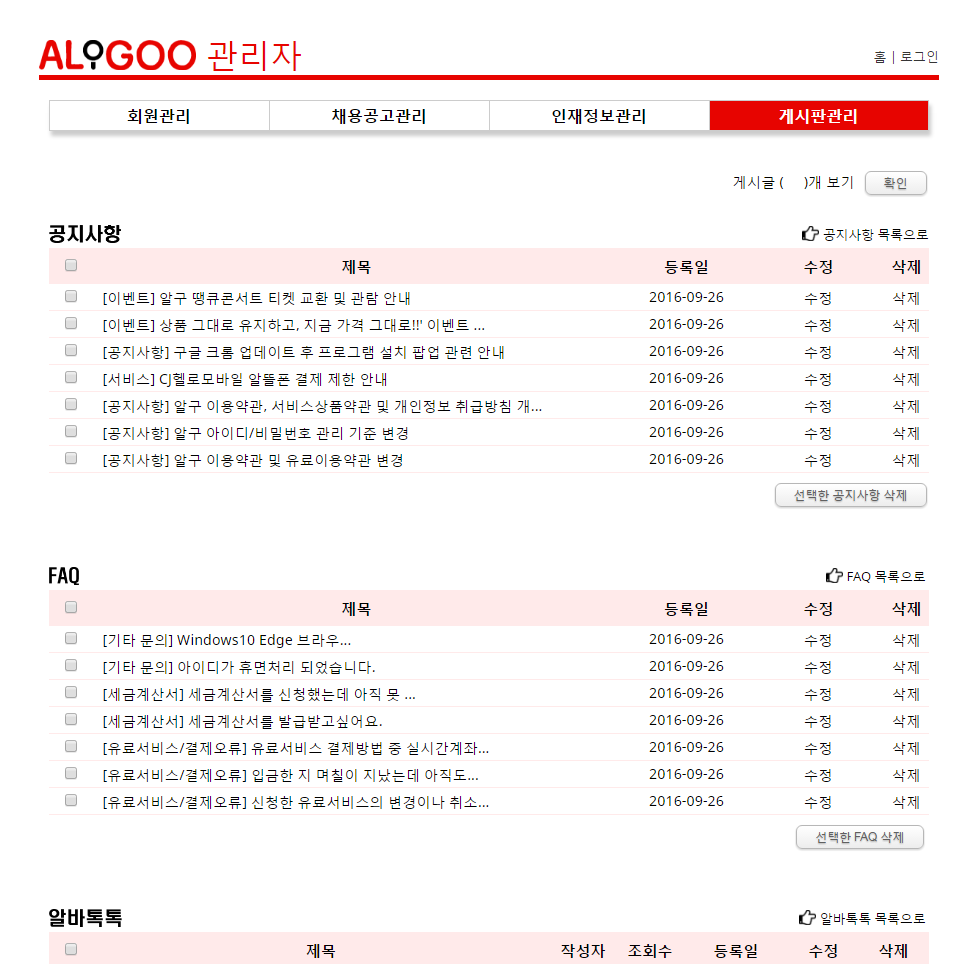 ALOGOO 관리자
홈 | 로그인
회원관리 채용공고관리 인재정보관리 게시판관리
게시글 ( )개 보기 확인
공지사항 공지사항 목록으로
제목 등록일 수정 삭제
[이벤트] 알구 땡큐콘서트 티켓 교환 및 관람 안내 2016-09-26 수정 삭제
[이벤트] 상품 그대로 유지하고, 지금 가격 그대로!!' 이벤트 ... 2016-09-26 수정 삭제
[공지사항] 구글 크롬 업데이트 후 프로그램 설치 팝업 관련 안내 2016-09-26 수정 삭제
[서비스] CJ헬로모바일 알뜰폰 결제 제한 안내 2016-09-26 수정 삭제
[공지사항] 알구 이용약관, 서비스상품약관 및 개인정보 취급방침 개... 2016-09-26 수정 삭제
[공지사항] 알구 아이디/비밀번호 관리 기준 변경 2016-09-26 수정 삭제
[공지사항] 알구 이용약관 및 유료이용약관 변경 2016-09-26 수정 삭제
선택한 공지사항 삭제
FAQ FAQ 목록으로
제목 등록일 수정 삭제
[기타 문의] Windows10 Edge 브라우... 2016-09-26 수정 삭제
[기타 문의] 아이디가 휴면처리 되었습니다. 2016-09-26 수정 삭제
[세금계산서] 세금계산서를 신청했는데 아직 못 ... 2016-09-26 수정 삭제
[세금계산서] 세금계산서를 발급받고싶어요. 2016-09-26 수정 삭제
[유료서비스/결제오류] 유료서비스 결제방법 중 실시간계좌... 2016-09-26 수정 삭제
[유료서비스/결제오류] 입금한 지 며칠이 지났는데 아직도... 2016-09-26 수정 삭제
[유료서비스/결제오류] 신청한 유료서비스의 변경이나 취소... 2016-09-26 수정 삭제
선택한 FAQ 삭제
알바톡톡 알바톡톡 목록으로
제목 작성자 조회수 등록일 수정 삭제